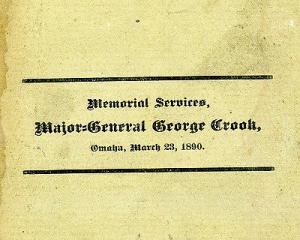 Memorial Services,
Major=General George Crook,
Omaha, March 23, 1890.